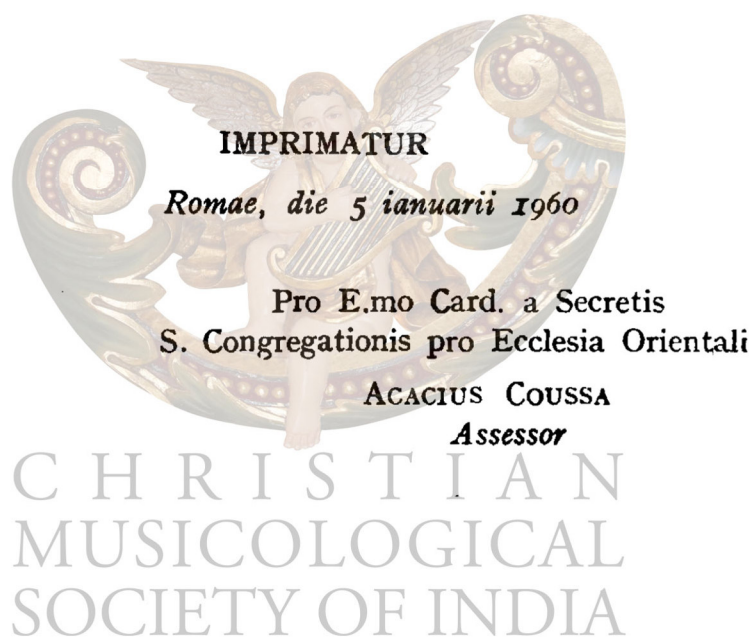 IMPRIMATUR
Romae, die 5 ianuarii 1960
Pro E.mo Card. a Secretis
S. Congregationis pro Ecclesia Orientali
ACACIUS COUSSA
Assessor
CHRISTIAN
MUSICOLOGICAL
SOCIETY OF INDIA